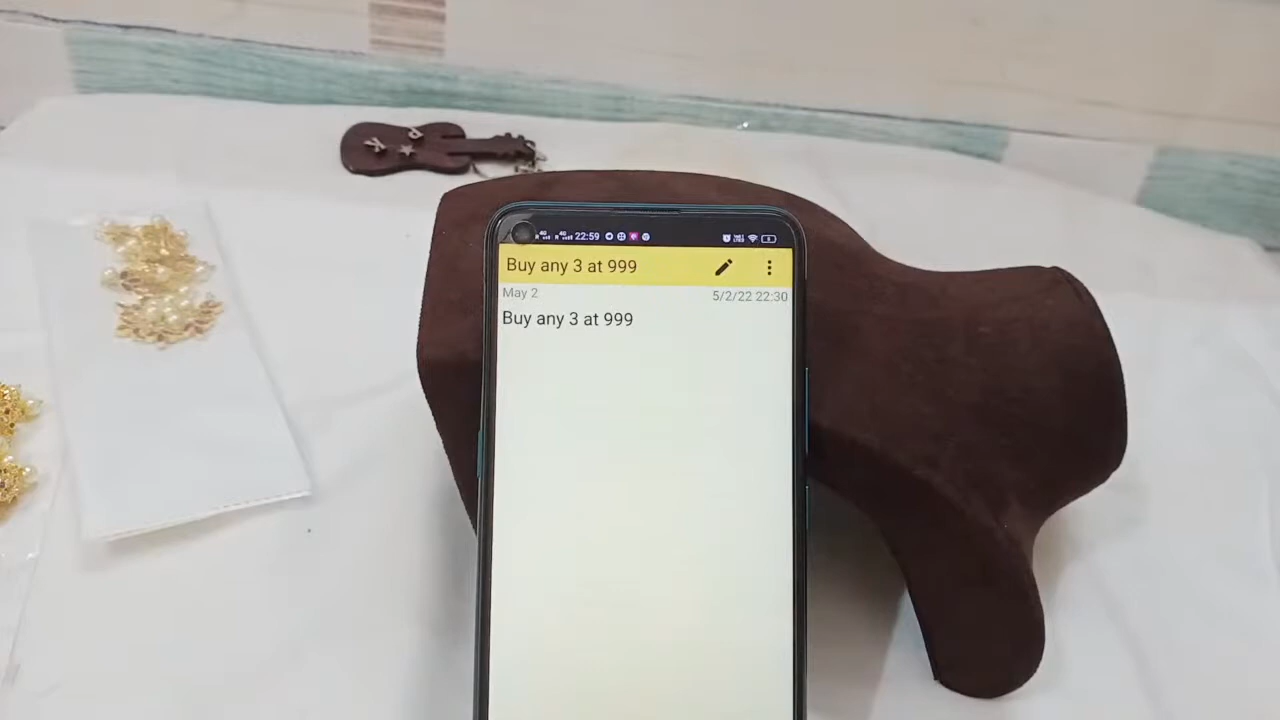 P
K
22:59
Buy any 3 at 999
May 2 5/2/22 22:30
Buy any 3 at 999